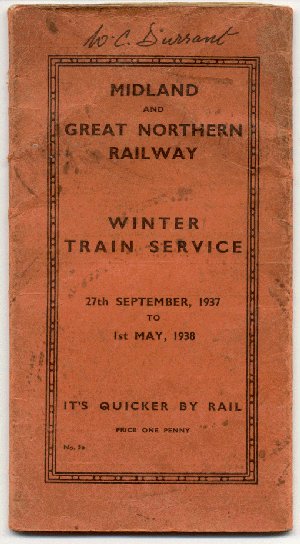 W. C. Durrant
MIDLAND
AND
GREAT NORTHERN
RAILWAY
WINTER
TRAIN SERVICE
27th SEPTEMBER, 1937
TO
1st MAY, 1938
IT'S QUICKER BY RAIL
PRICE ONE PENNY